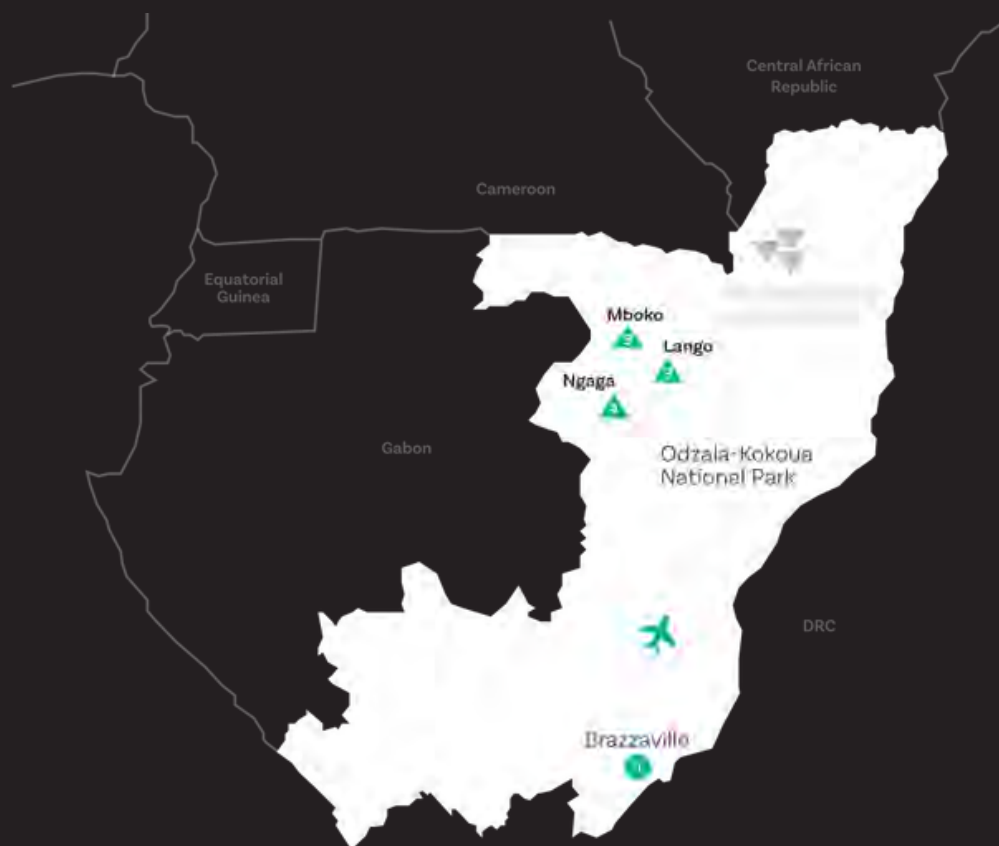 Central African
Republic
Cameroon
Equatorial
Guinea
Mboko
Lango
Ngaga
Gabon
Odzala-Kokoua
National Park
DRC
Brazzaville